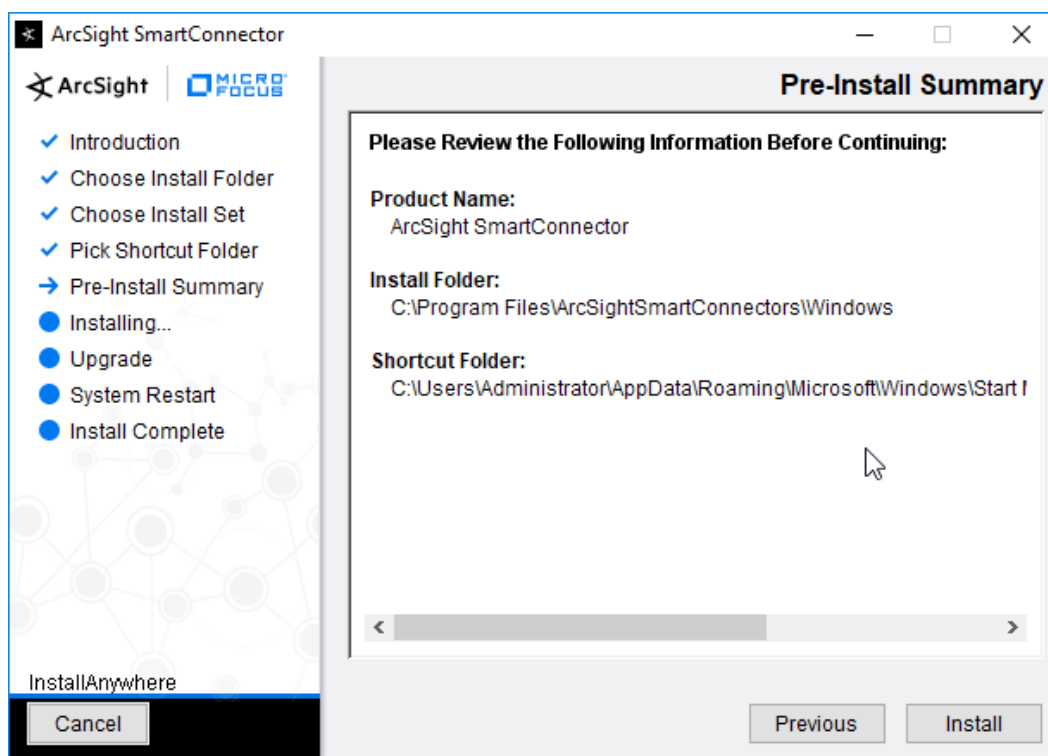 ArcSight SmartConnector
ArcSight
MICRO
FOCUS
Introduction
Choose Install Folder
Choose Install Set
Pick Shortcut Folder
Pre-Install Summary
Installing...
Upgrade
System Restart
Install Complete
InstallAnywhere
Cancel
Pre-Install Summary
Please Review the Following Information Before Continuing:
Product Name:
ArcSight SmartConnector
Install Folder:
C:\Program Files\ArcSightSmartConnectors\Windows
Shortcut Folder:
C:\Users\Administrator\AppData\Roaming\Microsoft\Windows\Start
Previous
Install